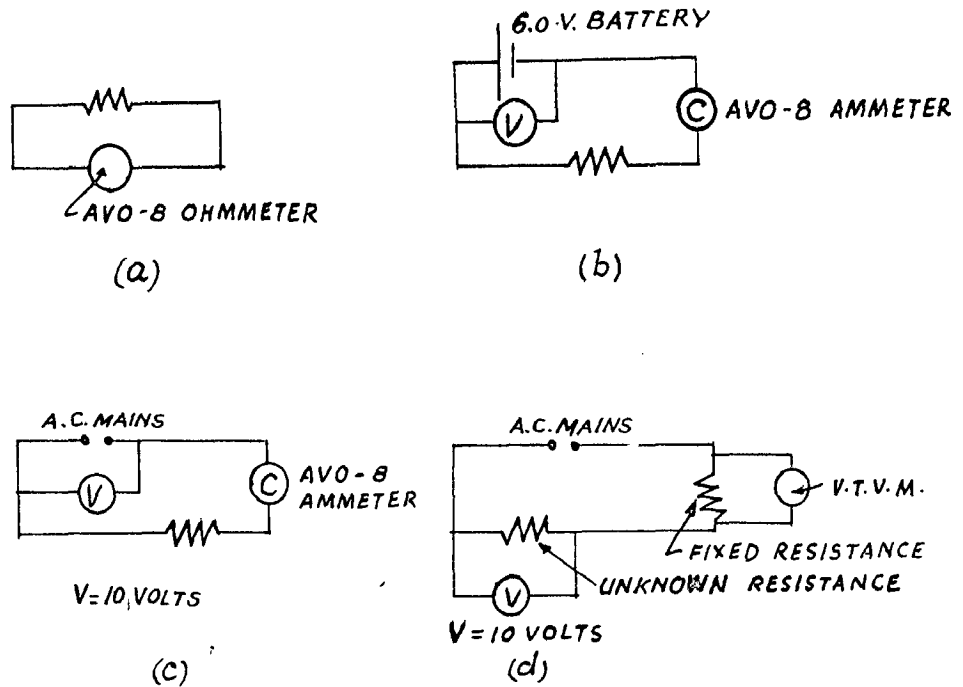 6.0.V. BATTERY
V
C
AVO-8 AMMETER
AVO-8 OHMMETER
(a)
(b)
A.C. MAINS
V
C
AVO-8
AMMETER
V=10 VOLTS
(c)
A.C. MAINS
V.T.V.M.
FIXED RESISTANCE
UNKNOWN RESISTANCE
V
V=10 VOLTS
(d)